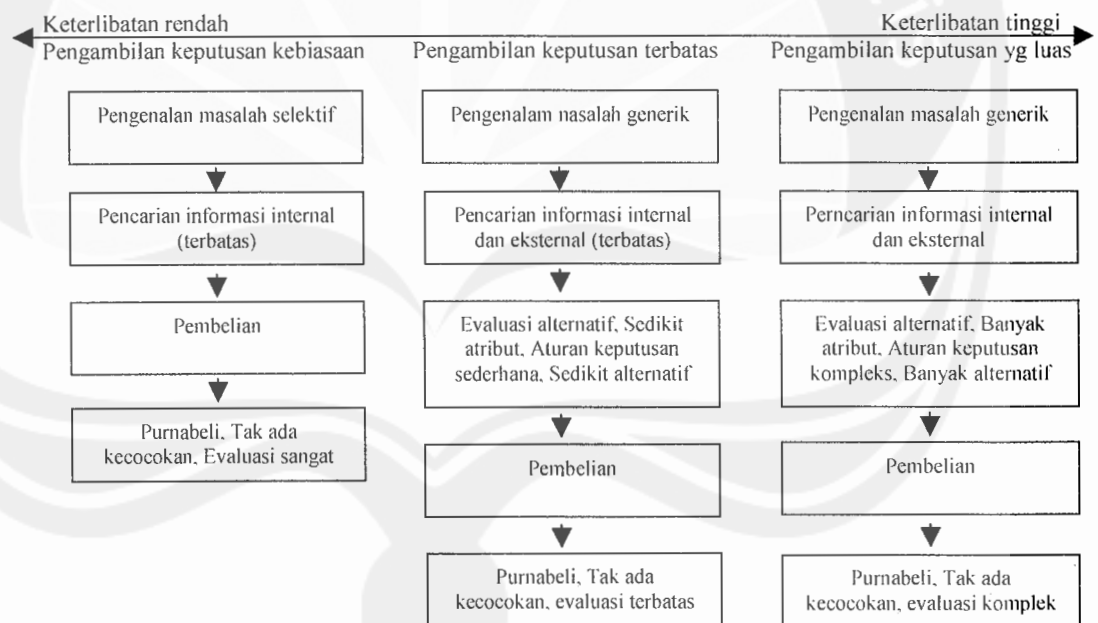 Keterlibatan rendah
Keterlibatan tinggi
Pengambilan keputusan kebiasaan
Pengambilan keputusan terbatas
Pengambilan keputusan yg luas
Pengenalan masalah selektif
Pencarian informasi internal
(terbatas)
Pembelian
Purnabeli, Tak ada
kecocokan, Evaluasi sangat
Pengenalam nasalah generik
Pencarian informasi internal
dan eksternal (terbatas)
Evaluasi alternatif, Sedikit
atribut, Aturan keputusan
sederhana, Sedikit alternatif
Pembelian
Purnabeli, Tak ada
kecocokan, evaluasi terbatas
Pengenalan masalah generik
Perncarian informasi internal
dan eksternal
Evaluasi alternatif, Banyak
atribut, Aturan keputusan
kompleks, Banyak alternatif
Pembelian
Purnabeli, Tak ada
kecocokan, evaluasi komplek